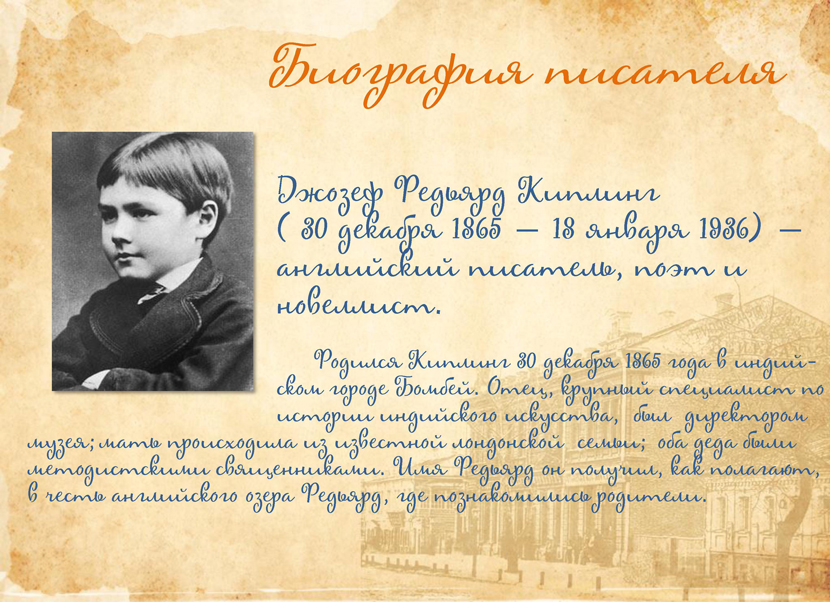 Биография писателя
Джозеф Редьярд Киплинг
( 30 декабря 1865 — 18 января 1936) —
английский писатель, поэт и
новеллист.
Родился Киплинг 30 декабря 1865 года в индий-
ском городе Бомбей. Отец, крупный специалист по
истории индийского искусства, был директором
музея; мать происходила из известной лондонской семьи; оба деда были
методистскими священниками. Имя Редьярд он получил, как полагают,
в честь английского озера Редьярд, где познакомились родители.